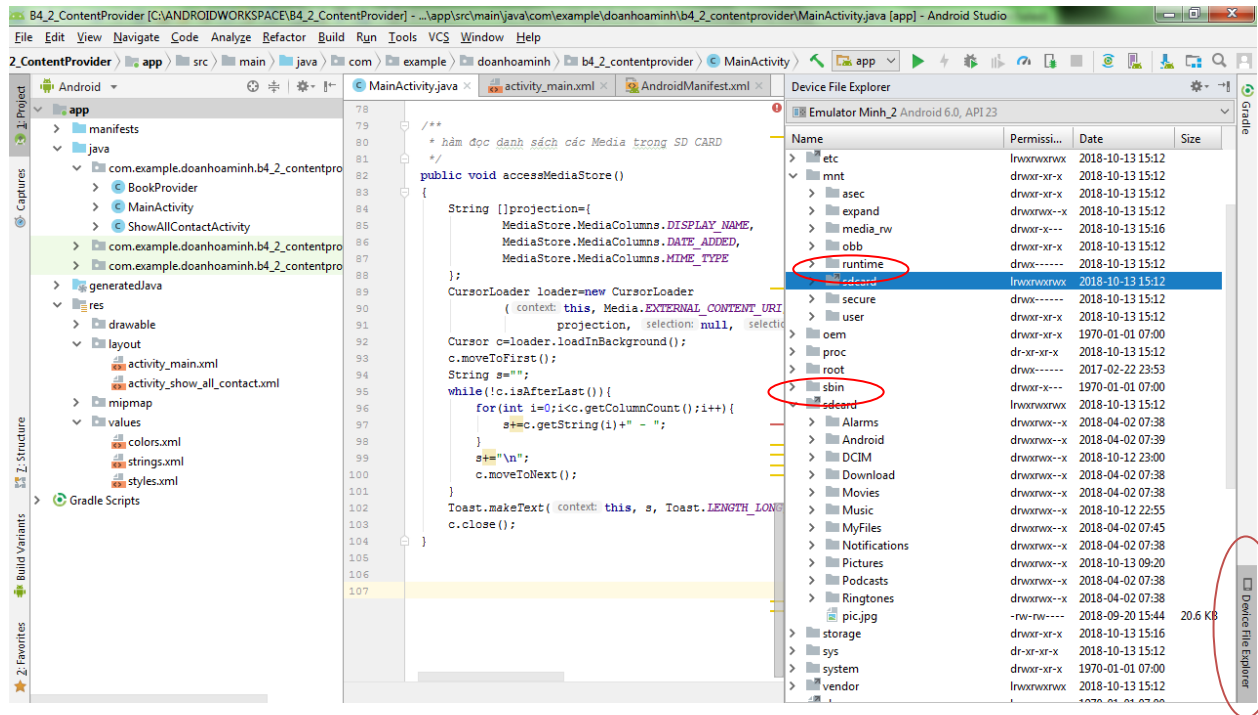 B4_2_ContentProvider [C:\ANDROIDWORKSPACE\B4_2_ContentProvider] - ...\app\src\main\java\com\example\doanhoaminh\b4_2_contentprovider\MainActivity.java [app] - Android Studio
File Edit View Navigate Code Analyze Refactor Build Run Tools VCS Window Help
2_ContentProvider app src main java com example doanhoaminh b4_2_contentprovider MainActivity app
1: Project
Captures
7: Structure
Build Variants
2: Favorites
Android
app
manifests
java
com.example.doanhoaminh.b4_2_contentpro
BookProvider
MainActivity
ShowAllContactActivity
com.example.doanhoaminh.b4_2_contentpro
com.example.doanhoaminh.b4_2_contentpro
generatedJava
res
drawable
layout
activity_main.xml
activity_show_all_contact.xml
mipmap
values
colors.xml
strings.xml
styles.xml
Gradle Scripts
MainActivity.java activity_main.xml AndroidManifest.xml
78
79 /**
80 * hàm đọc danh sách các Media trong SD CARD
81 */
82 public void accessMediaStore()
83 {
84 String []projection={
85 MediaStore.MediaColumns.DISPLAY_NAME,
86 MediaStore.MediaColumns.DATE_ADDED,
87 MediaStore.MediaColumns.MIME_TYPE
88 };
89 CursorLoader loader=new CursorLoader
90 ( context: this, Media.EXTERNAL_CONTENT_URI
91 projection, selection: null, selectio
92 Cursor c=loader.loadInBackground();
93 c.moveToFirst();
94 String s="";
95 while(!c.isAfterLast()){
96 for(int i=0;i<c.getColumnCount();i++){
97 s+=c.getString(i)+" - ";
98 }
99 s+="\n";
100 c.moveToNext();
101 }
102 Toast.makeText( context: this, s, Toast.LENGTH_LONG
103 c.close();
104 }
105
106
107
Device File Explorer
Emulator Minh_2 Android 6.0, API 23
Name Permissi... Date Size
etc lrwxrwxrwx 2018-10-13 15:12
mnt drwxr-xr-x 2018-10-13 15:12
asec drwxr-xr-x 2018-10-13 15:12
expand drwxrwx--x 2018-10-13 15:12
media_rw drwxr-x--- 2018-10-13 15:16
obb drwxr-xr-x 2018-10-13 15:12
runtime drwx------ 2018-10-13 15:12
sdcard lrwxrwxrwx 2018-10-13 15:12
secure drwx------ 2018-10-13 15:12
user drwxr-xr-x 2018-10-13 15:12
oem drwxr-xr-x 1970-01-01 07:00
proc dr-xr-xr-x 2018-10-13 15:12
root drwx------ 2017-02-22 23:53
sbin drwxr-x--- 1970-01-01 07:00
sdcard lrwxrwxrwx 2018-10-13 15:12
Alarms drwxrwx--x 2018-04-02 07:38
Android drwxrwx--x 2018-04-02 07:39
DCIM drwxrwx--x 2018-10-12 23:00
Download drwxrwx--x 2018-04-02 07:38
Movies drwxrwx--x 2018-04-02 07:38
Music drwxrwx--x 2018-10-12 22:55
MyFiles drwxrwx--x 2018-04-02 07:45
Notifications drwxrwx--x 2018-04-02 07:38
Pictures drwxrwx--x 2018-10-13 09:20
Podcasts drwxrwx--x 2018-04-02 07:38
Ringtones drwxrwx--x 2018-04-02 07:38
pic.jpg -rw-rw---- 2018-09-20 15:44 20.6 KB
storage drwxr-xr-x 2018-10-13 15:16
sys dr-xr-xr-x 2018-10-13 15:12
system drwxr-xr-x 1970-01-01 07:00
vendor lrwxrwxrwx 2018-10-13 15:12
Gradle
Device File Explorer